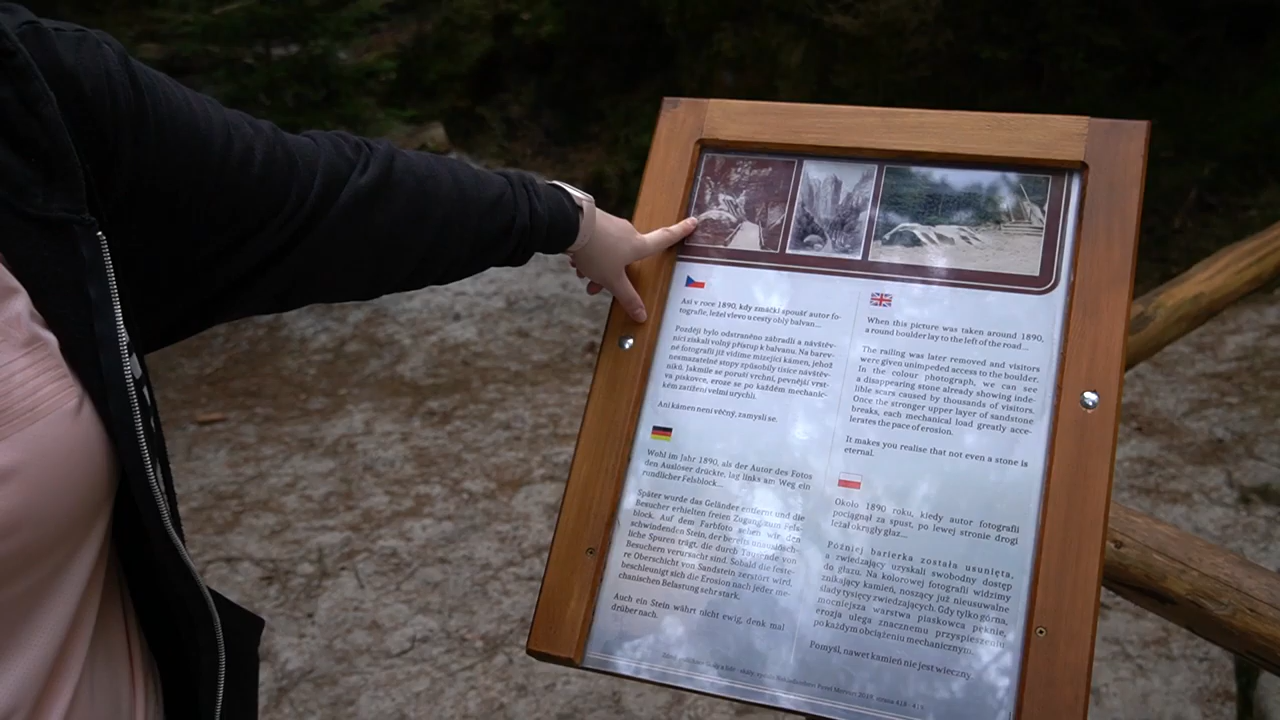 Asi v roce 1890, kdy zmáčkl spoušť autor fo-
tografie, ležel vlevo u cesty oblý balvan...
Později bylo odstraněno zábradlí a návštěv-
níci získali volný přístup k balvanu. Na barev-
né fotografii již vidíme mizející kámen, jehož
nesmazatelné stopy způsobily tisíce návštěv-
níků. Jakmile se poruší vrchní, pevnější vrst-
va pískovce, eroze se po každém mechanic-
kém zatížení velmi urychlí.
Ani kámen není věčný, zamysli se.
Wohl im Jahr 1890, als der Autor des Fotos
den Auslöser drückte, lag links am Weg ein
rundlicher Felsblock...
Später wurde das Geländer entfernt und die
Besucher erhielten freien Zugang zum Fels-
block. Auf dem Farbfoto sehen wir den
schwindenden Stein, der bereits unauslösch-
liche Spuren trägt, die durch Tausende von
Besuchern verursacht sind. Sobald die feste-
re Oberschicht von Sandstein zerstört wird,
beschleunigt sich die Erosion nach jeder me-
chanischen Belastung sehr stark.
Auch ein Stein währt nicht ewig, denk mal
drüber nach.
When this picture was taken around 1890,
a round boulder lay to the left of the road...
The railing was later removed and visitors
were given unimpeded access to the boulder.
In the colour photograph, we can see
a disappearing stone already showing inde-
lible scars caused by thousands of visitors.
Once the stronger upper layer of sandstone
breaks, each mechanical load greatly acce-
lerates the pace of erosion.
It makes you realise that not even a stone is
eternal.
Około 1890 roku, kiedy autor fotografii
pociągnął za spust, po lewej stronie drogi
leżał okrągły głaz...
Później barierka została usunięta,
a zwiedzający uzyskali swobodny dostęp
do głazu. Na kolorowej fotografii widzimy
znikający kamień, noszący już nieusuwalne
ślady tysięcy zwiedzających. Gdy tylko górna,
mocniejsza warstwa piaskowca pęknie,
erozja ulega znacznemu przyspieszeniu
po każdym obciążeniu mechanicznym.
Pomyśl, nawet kamień nie jest wieczny